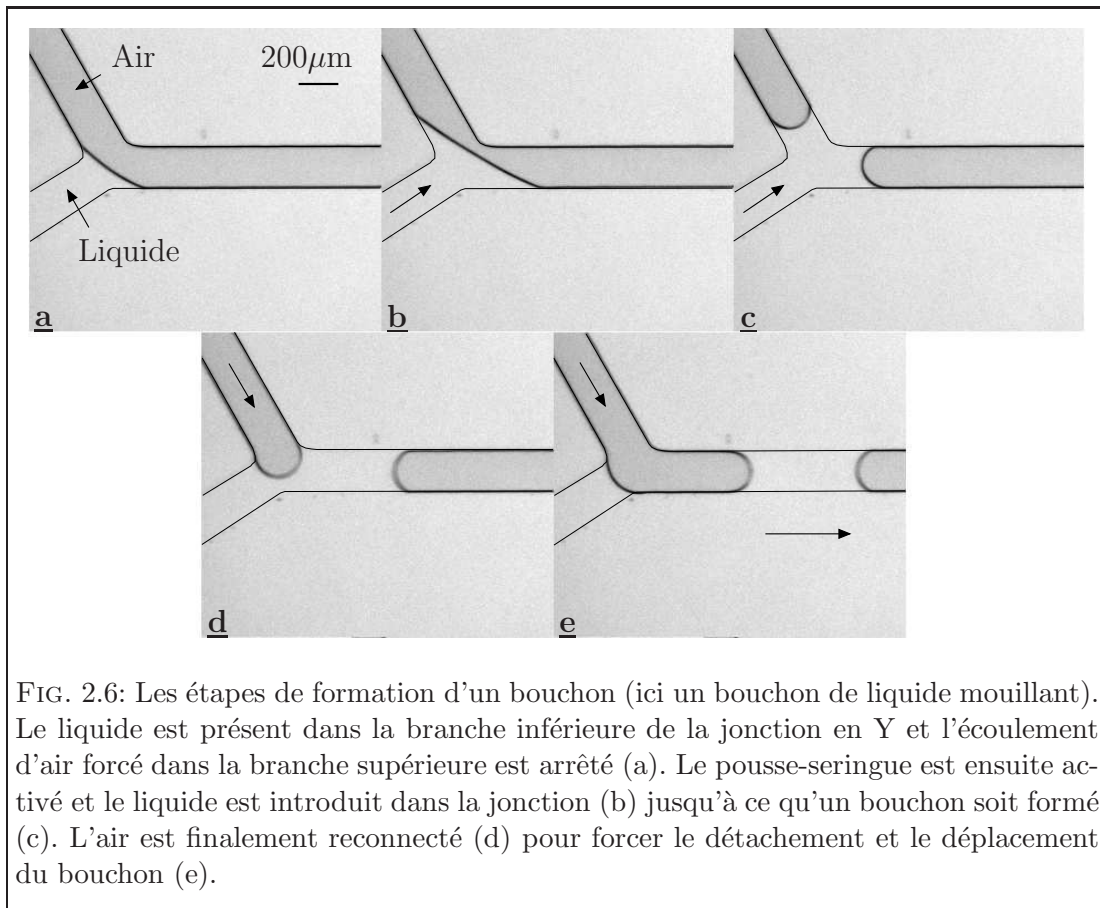 Air
200μm
Liquide
a
b
c
d
e
FIG. 2.6: Les étapes de formation d'un bouchon (ici un bouchon de liquide mouillant).
Le liquide est présent dans la branche inférieure de la jonction en Y et l'écoulement
d'air forcé dans la branche supérieure est arrêté (a). Le pousse-seringue est ensuite ac-
tivé et le liquide est introduit dans la jonction (b) jusqu'à ce qu'un bouchon soit formé
(c). L'air est finalement reconnecté (d) pour forcer le détachement et le déplacement
du bouchon (e).